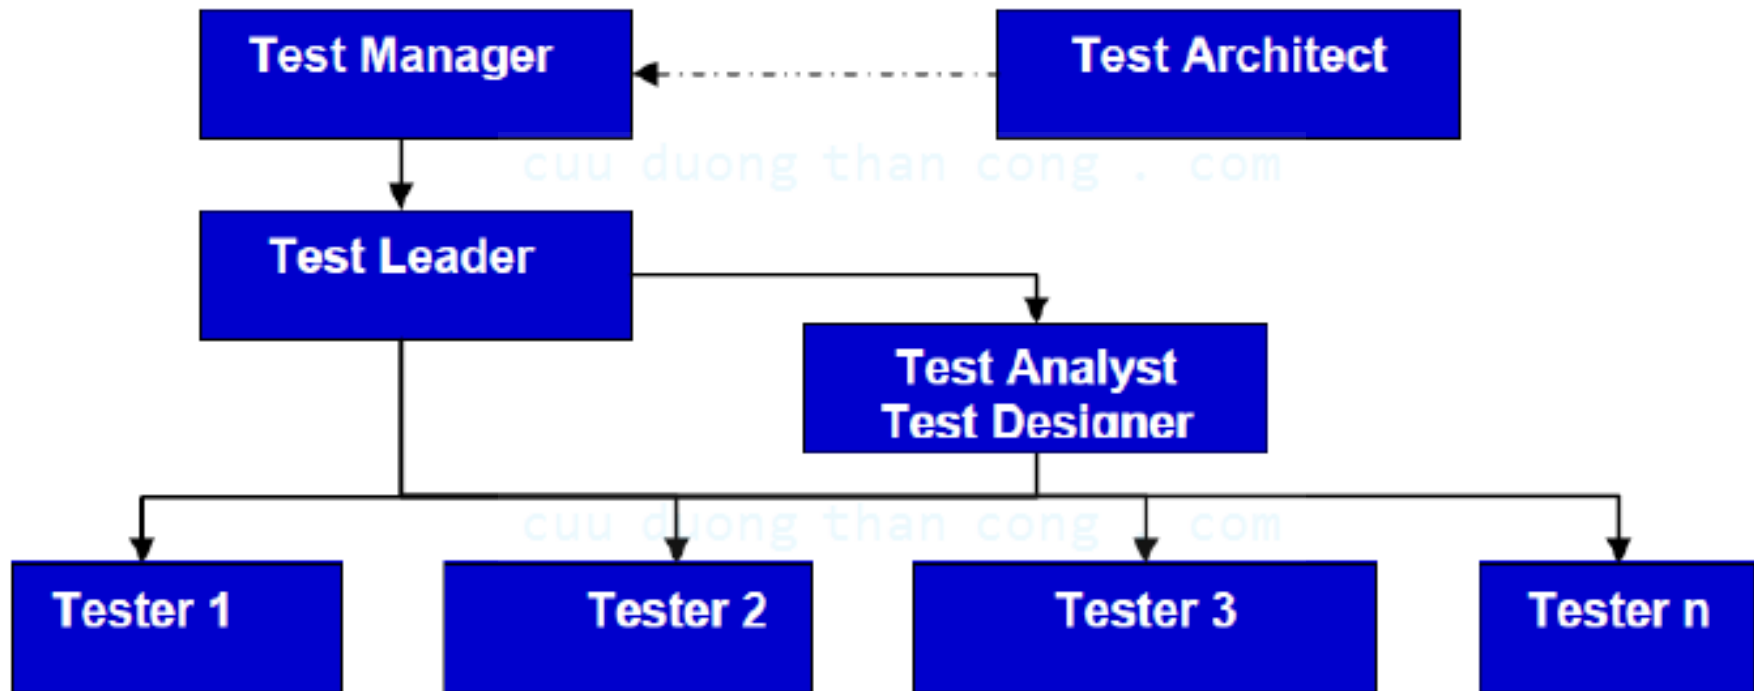 Test Manager
Test Architect
cuu duong than cong . com
Test Leader
Test Analyst
Test Designer
cuu duong than cong . com
Tester 1
Tester 2
Tester 3
Tester n